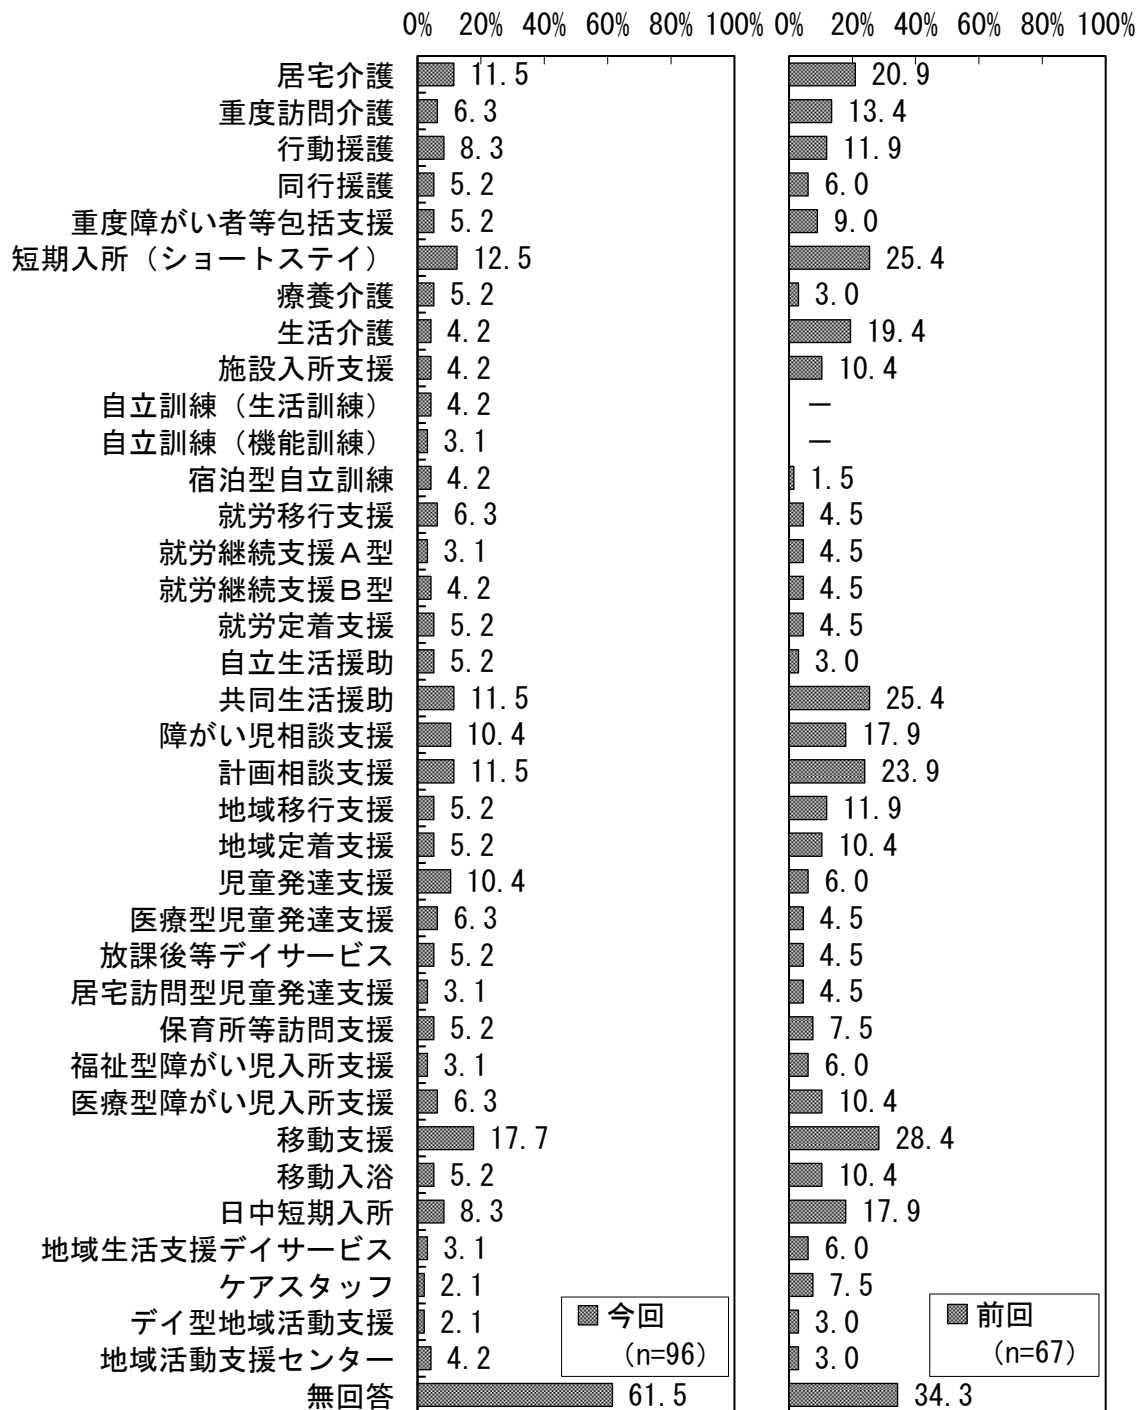 0% 20% 40% 60% 80% 100% 0% 20% 40% 60% 80% 100%
居宅介護 11.5 20.9
重度訪問介護 6.3 13.4
行動援護 8.3 11.9
同行援護 5.2 6.0
重度障がい者等包括支援 5.2 9.0
短期入所（ショートステイ） 12.5 25.4
療養介護 5.2 3.0
生活介護 4.2 19.4
施設入所支援 4.2 10.4
自立訓練（生活訓練） 4.2 －
自立訓練（機能訓練） 3.1 －
宿泊型自立訓練 4.2 1.5
就労移行支援 6.3 4.5
就労継続支援Ａ型 3.1 4.5
就労継続支援Ｂ型 4.2 4.5
就労定着支援 5.2 4.5
自立生活援助 5.2 3.0
共同生活援助 11.5 25.4
障がい児相談支援 10.4 17.9
計画相談支援 11.5 23.9
地域移行支援 5.2 11.9
地域定着支援 5.2 10.4
児童発達支援 10.4 6.0
医療型児童発達支援 6.3 4.5
放課後等デイサービス 5.2 4.5
居宅訪問型児童発達支援 3.1 4.5
保育所等訪問支援 5.2 7.5
福祉型障がい児入所支援 3.1 6.0
医療型障がい児入所支援 6.3 10.4
移動支援 17.7 28.4
移動入浴 5.2 10.4
日中短期入所 8.3 17.9
地域生活支援デイサービス 3.1 6.0
ケアスタッフ 2.1 7.5
デイ型地域活動支援 2.1 3.0
地域活動支援センター 4.2 3.0
無回答 61.5 34.3
今回
（n=96）
前回
（n=67）